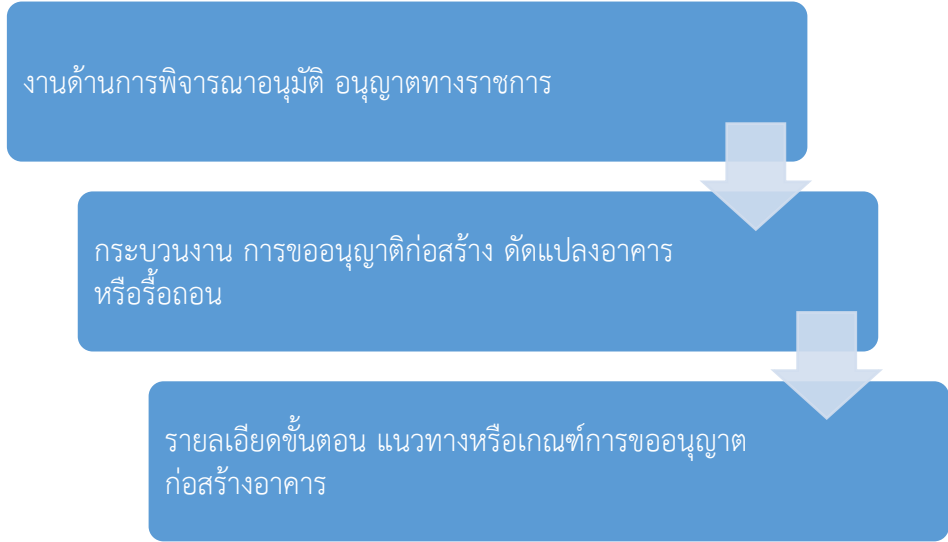 งานด้านการพิจารณาอนุมัติ อนุญาตทางราชการ
กระบวนงาน การขออนุญาติก่อสร้าง ดัดแปลงอาคาร
หรือรื้อถอน
รายลเอียดขั้นตอน แนวทางหรือเกณฑ์การขออนุญาต
ก่อสร้างอาคาร